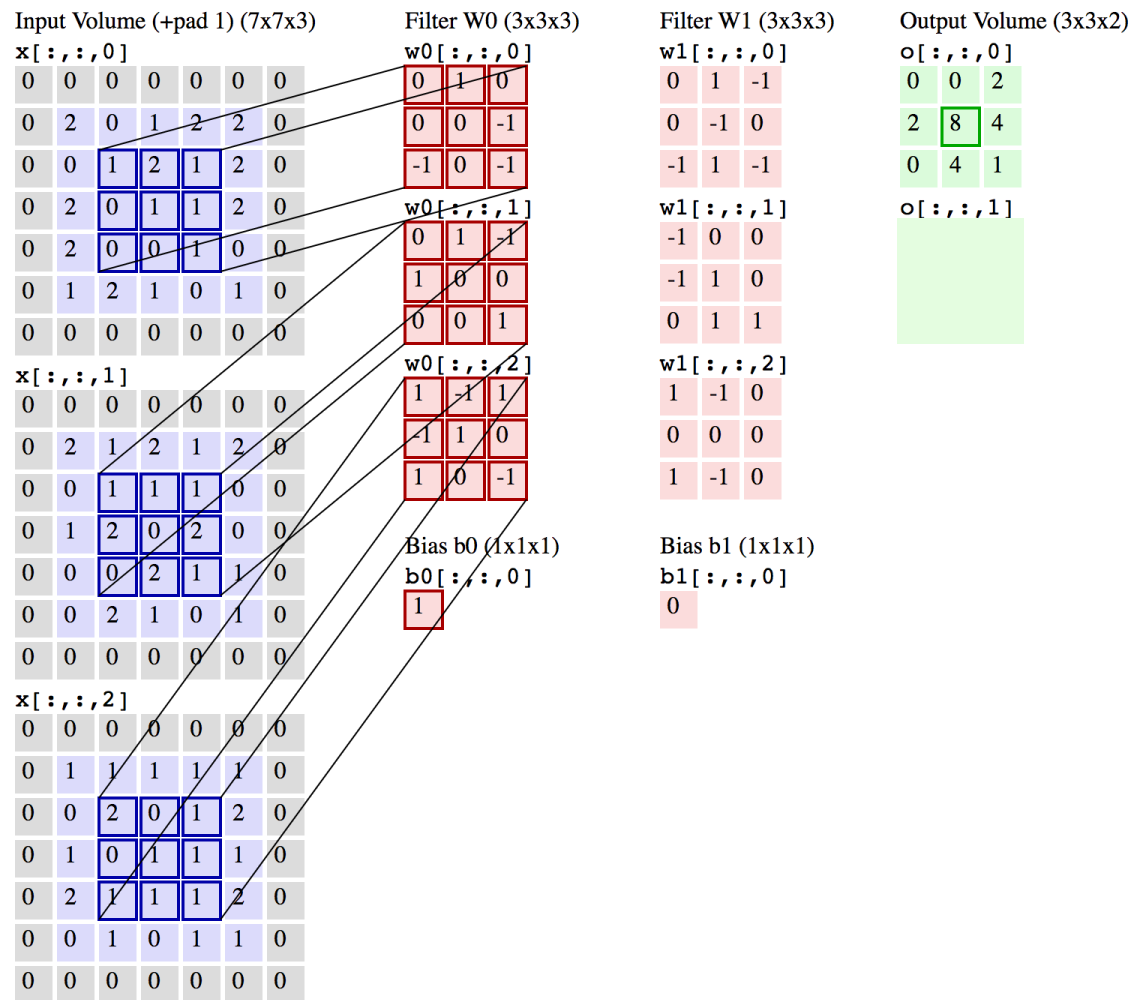 Input Volume (+pad 1) (7x7x3)
x[:,:,0]
0 0 0 0 0 0 0
0 2 0 1 2 2 0
0 0 1 2 1 2 0
0 2 0 1 1 2 0
0 2 0 0 1 0 0
0 1 2 1 0 1 0
0 0 0 0 0 0 0
x[:,:,1]
0 0 0 0 0 0 0
0 2 1 2 1 2 0
0 0 1 1 1 0 0
0 1 2 0 2 0 0
0 0 0 2 1 1 0
0 0 2 1 0 1 0
0 0 0 0 0 0 0
x[:,:,2]
0 0 0 0 0 0 0
0 1 1 1 1 1 0
0 0 2 0 1 2 0
0 1 0 1 1 1 0
0 2 1 1 1 2 0
0 0 1 0 1 1 0
0 0 0 0 0 0 0
Filter W0 (3x3x3)
w0[:,:,0]
0 1 0
0 0 -1
-1 0 -1
w0[:,:,1]
0 1 -1
1 0 0
0 0 1
w0[:,:,2]
1 -1 1
-1 1 0
1 0 -1
Bias b0 (1x1x1)
b0[:,:,0]
1
Filter W1 (3x3x3)
w1[:,:,0]
0 1 -1
0 -1 0
-1 1 -1
w1[:,:,1]
-1 0 0
-1 1 0
0 1 1
w1[:,:,2]
1 -1 0
0 0 0
1 -1 0
Bias b1 (1x1x1)
b1[:,:,0]
0
Output Volume (3x3x2)
o[:,:,0]
0 0 2
2 8 4
0 4 1
o[:,:,1]